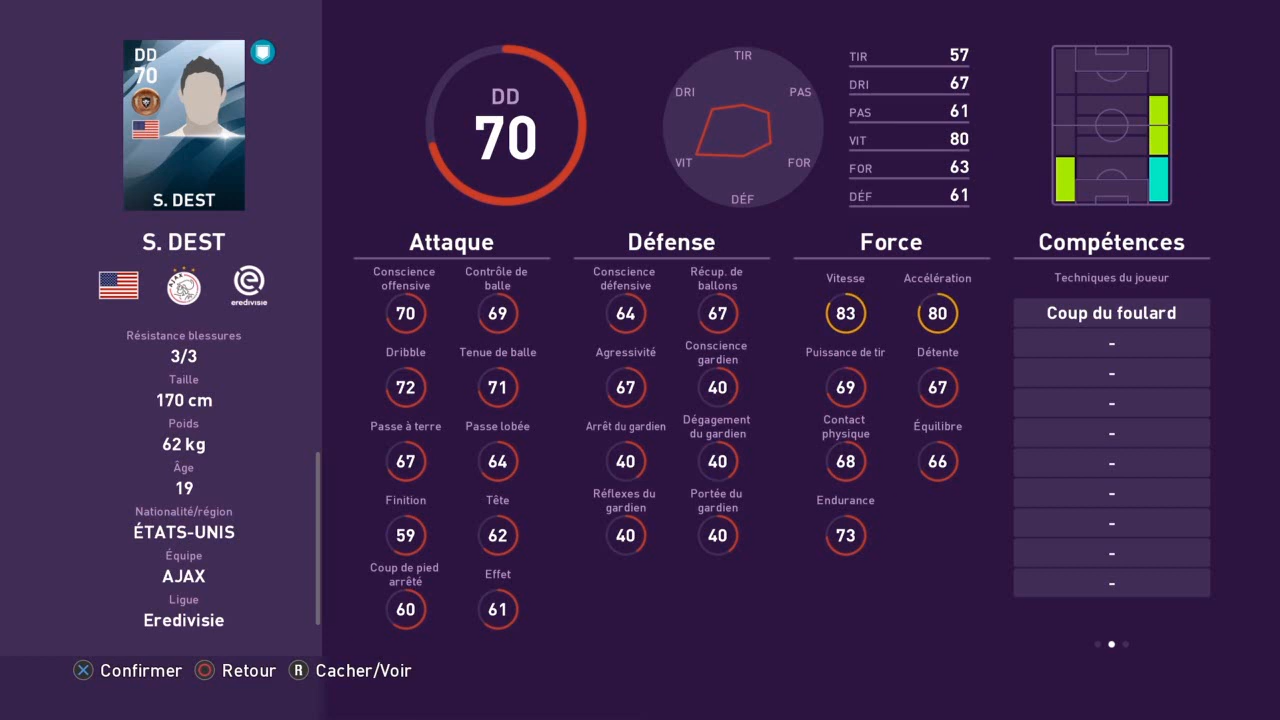 DD
70
S. DEST
S. DEST
AJAX
eredivisie
Résistance blessures
3/3
Taille
170 cm
Poids
62 kg
Âge
19
Nationalité/région
ÉTATS-UNIS
Équipe
AJAX
Ligue
Eredivisie
DD
70
TIR
DRI
PAS
VIT
FOR
DÉF
TIR 57
DRI 67
PAS 61
VIT 80
FOR 63
DÉF 61
Attaque
Conscience offensive
70
Contrôle de balle
69
Dribble
72
Tenue de balle
71
Passe à terre
67
Passe lobée
64
Finition
59
Tête
62
Coup de pied arrêté
60
Effet
61
Défense
Conscience défensive
64
Récup. de ballons
67
Agressivité
67
Conscience gardien
40
Arrêt du gardien
40
Dégagement du gardien
40
Réflexes du gardien
40
Portée du gardien
40
Force
Vitesse
83
Accélération
80
Puissance de tir
69
Détente
67
Contact physique
68
Équilibre
66
Endurance
73
Compétences
Techniques du joueur
Coup du foulard
-
-
-
-
-
-
-
-
-
Confirmer
Retour
R Cacher/Voir